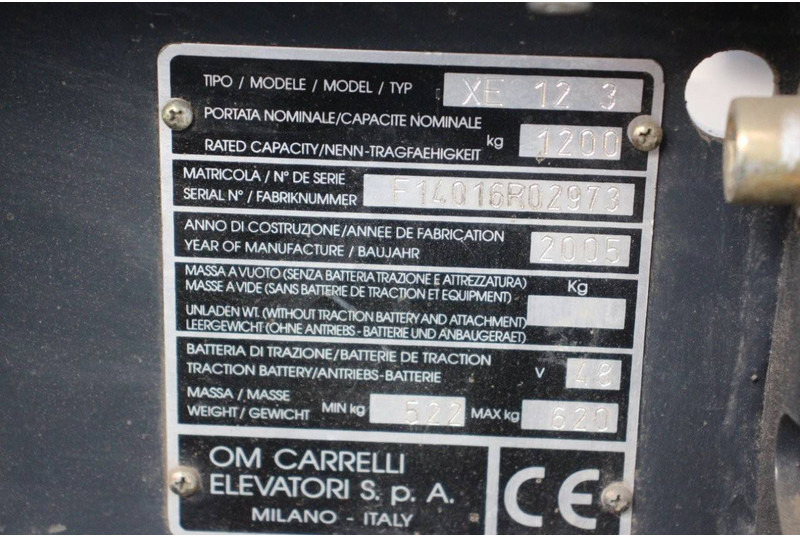 TIPO / MODELE / MODEL / TYP XE 12 3
PORTATA NOMINALE/CAPACITE NOMINALE
RATED CAPACITY/NENN-TRAGFAEHIGKEIT kg 1200
MATRICOLA / N° DE SERIE
SERIAL N° / FABRIKNUMMER F14016R02973
ANNO DI COSTRUZIONE/ANNEE DE FABRICATION
YEAR OF MANUFACTURE / BAUJAHR 2005
MASSA A VUOTO (SENZA BATTERIA TRAZIONE E ATTREZZATURA) Kg
MASSE A VIDE (SANS BATTERIE DE TRACTION ET EQUIPMENT) -
UNLADEN WT. (WITHOUT TRACTION BATTERY AND ATTACHMENT)
LEERGEWICHT (OHNE ANTRIEBS - BATTERIE UND ANBAUGERAET)
BATTERIA DI TRAZIONE/BATTERIE DE TRACTION
TRACTION BATTERY/ANTRIEBS-BATTERIE V 48
MASSA / MASSE
WEIGHT / GEWICHT MIN kg 522 MAX kg 620
OM CARRELLI
ELEVATORI S. p. A.
MILANO - ITALY
CE